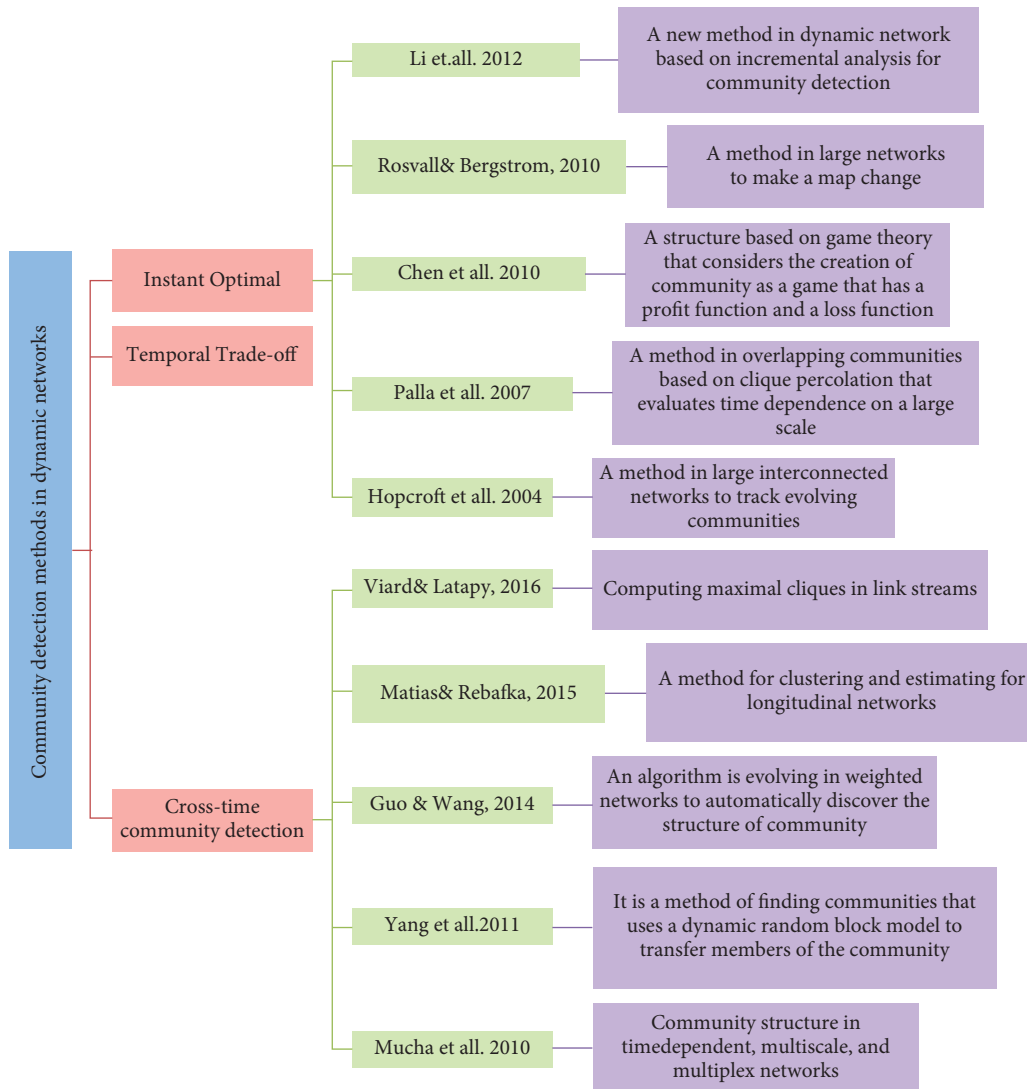 Community detection methods in dynamic networks
Instant Optimal
Temporal Trade-off
Cross-time
community detection
Li et.all. 2012
A new method in dynamic network
based on incremental analysis for
community detection
Rosvall& Bergstrom, 2010
A method in large networks
to make a map change
Chen et all. 2010
A structure based on game theory
that considers the creation of
community as a game that has a
profit function and a loss function
Palla et all. 2007
A method in overlapping communities
based on clique percolation that
evaluates time dependence on a large
scale
Hopcroft et all. 2004
A method in large interconnected
networks to track evolving
communities
Viard& Latapy, 2016
Computing maximal cliques in link streams
Matias& Rebafka, 2015
A method for clustering and estimating for
longitudinal networks
Guo & Wang, 2014
An algorithm is evolving in weighted
networks to automatically discover the
structure of community
Yang et all.2011
It is a method of finding communities that
uses a dynamic random block model to
transfer members of the community
Mucha et all. 2010
Community structure in
timedependent, multiscale, and
multiplex networks